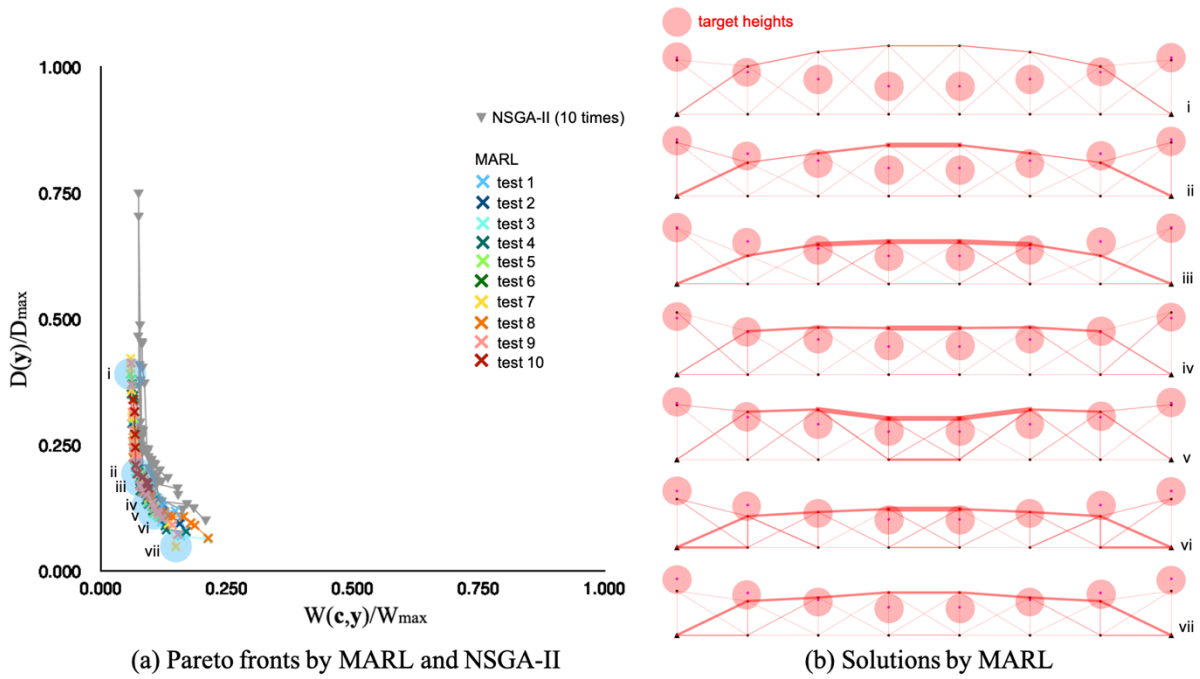 1.000
0.750
0.500
0.250
0.000
D(y)/Dmax
0.000
0.250
0.500
0.750
1.000
W(c,y)/Wmax
i
ii
iii
iv
v
vi
vii
NSGA-II (10 times)
MARL
test 1
test 2
test 3
test 4
test 5
test 6
test 7
test 8
test 9
test 10
(a) Pareto fronts by MARL and NSGA-II
target heights
i
ii
iii
iv
v
vi
vii
(b) Solutions by MARL